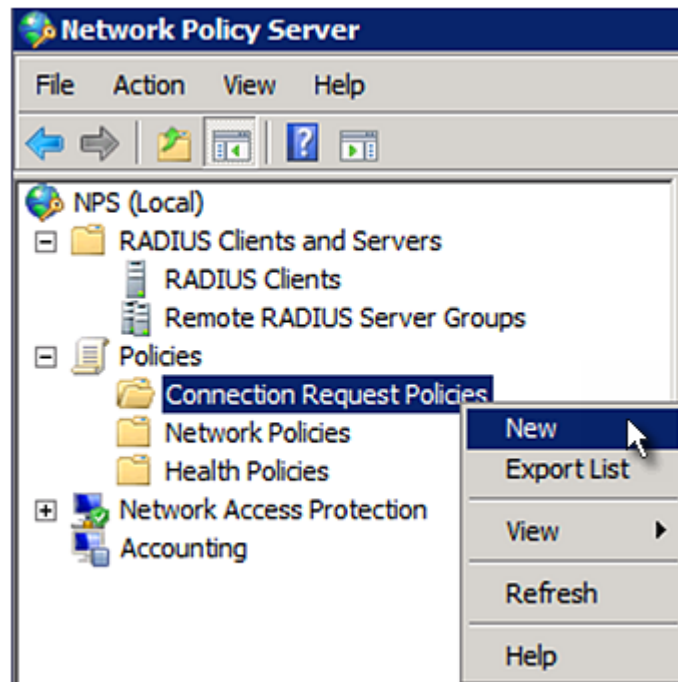 Network Policy Server
File Action View Help
NPS (Local)
RADIUS Clients and Servers
RADIUS Clients
Remote RADIUS Server Groups
Policies
Connection Request Policies
Network Policies
Health Policies
Network Access Protection
Accounting
New
Export List
View
Refresh
Help